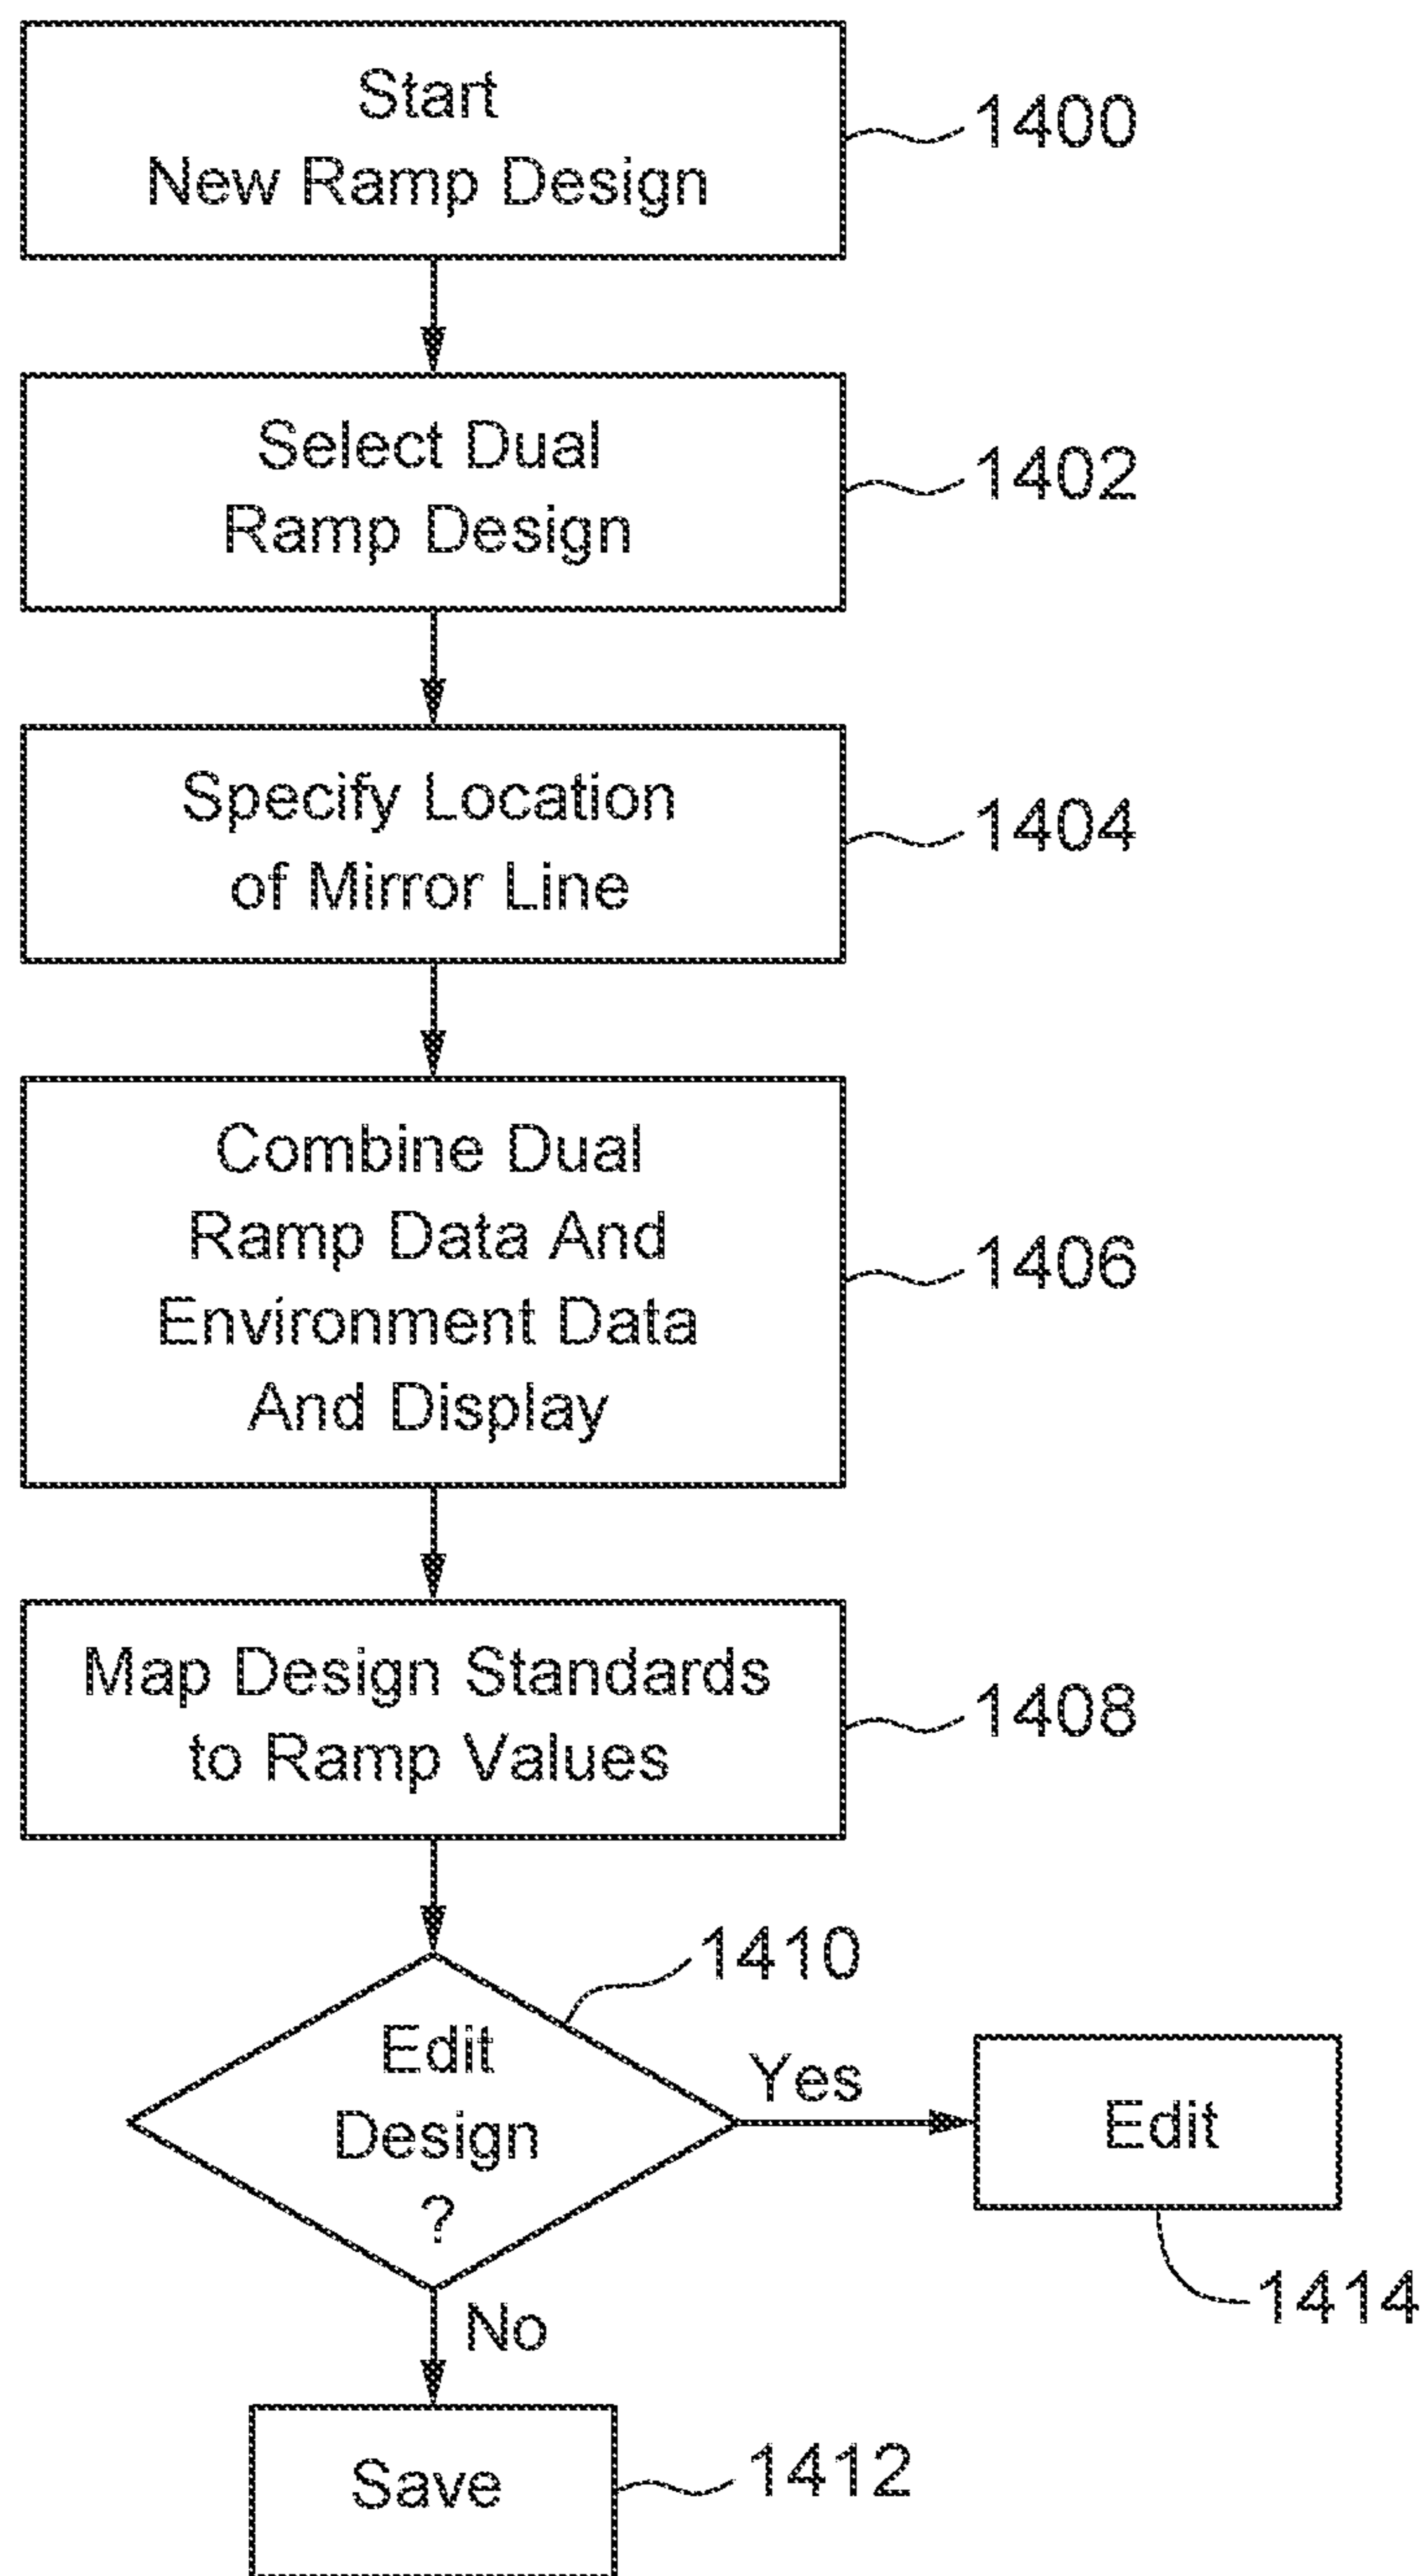 Start
New Ramp Design
1400
Select Dual
Ramp Design
1402
Specify Location
of Mirror Line
1404
Combine Dual
Ramp Data And
Environment Data
And Display
1406
Map Design Standards
to Ramp Values
1408
1410
Edit
Design
?
Yes
Edit
1414
No
Save
1412